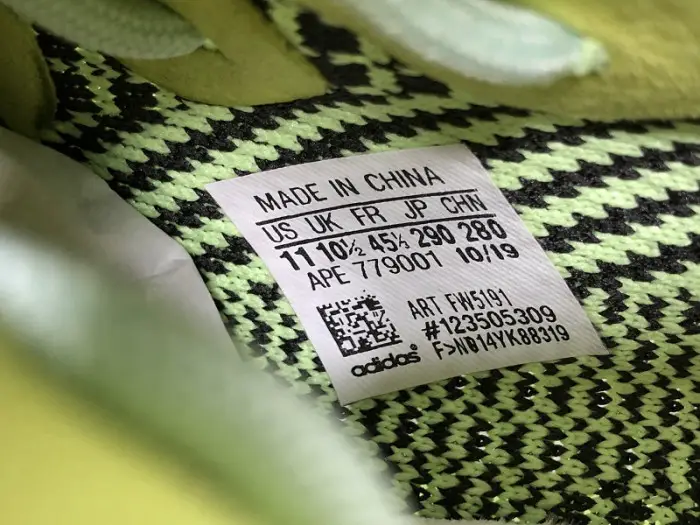 MADE IN CHINA
US UK FR JP CHN
11 10½ 45⅓ 290 280
APE 779001 10/19
ART FW5191
#123505309
F>N014YK88319
adidas